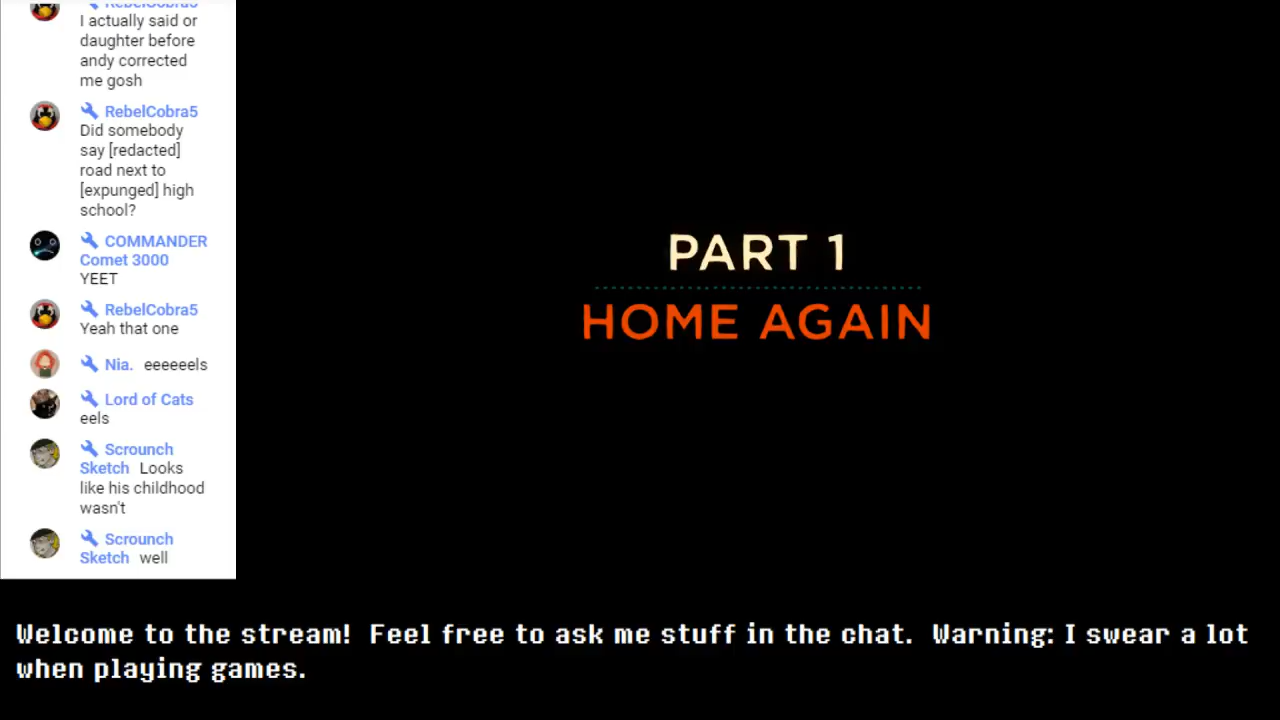 RebelCobra5
I actually said or
daughter before
andy corrected
me gosh
RebelCobra5
Did somebody
say [redacted]
road next to
[expunged] high
school?
COMMANDER
Comet 3000
YEET
RebelCobra5
Yeah that one
Nia. eeeeeels
Lord of Cats
eels
Scrounch
Sketch Looks
like his childhood
wasn't
Scrounch
Sketch well
PART 1
HOME AGAIN
Welcome to the stream! Feel free to ask me stuff in the chat. Warning: I swear a lot
when playing games.